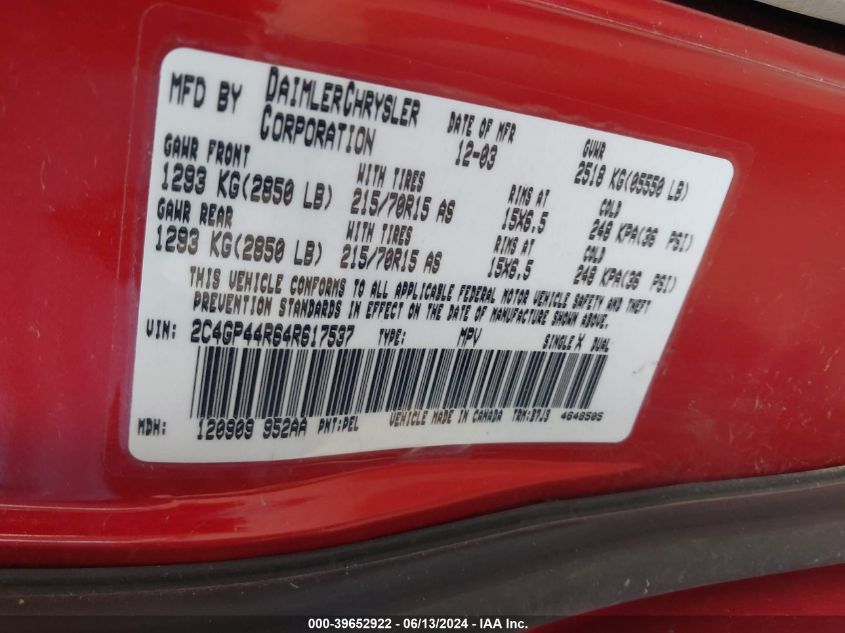 MFD BY DAIMLERCHRYSLER CORPORATION
DATE OF MFR 12-03
GVWR 2518 KG(05550 LB)
GAWR FRONT
1293 KG(2850 LB)
WITH TIRES
215/70R15 AS
RIMS AT
15X6.5
COLD
248 KPA(36 PSI)
GAWR REAR
1293 KG(2850 LB)
WITH TIRES
215/70R15 AS
RIMS AT
15X6.5
COLD
248 KPA(36 PSI)
THIS VEHICLE CONFORMS TO ALL APPLICABLE FEDERAL MOTOR VEHICLE SAFETY AND THEFT
PREVENTION STANDARDS IN EFFECT ON THE DATE OF MANUFACTURE SHOWN ABOVE.
VIN: 2C4GP44R64R617537 TYPE: MPV SINGLE X DUAL
MDH: 120909 952AA PNT:PEL VEHICLE MADE IN CANADA TRM:B7J8 4648505
000-39652922 - 06/13/2024 - IAA Inc.